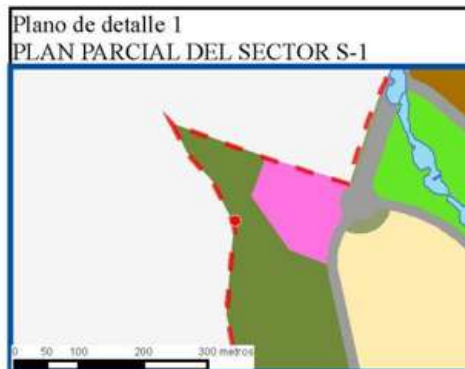 Plano de detalle 1
PLAN PARCIAL DEL SECTOR S-1
0 50 100 200 300 metros